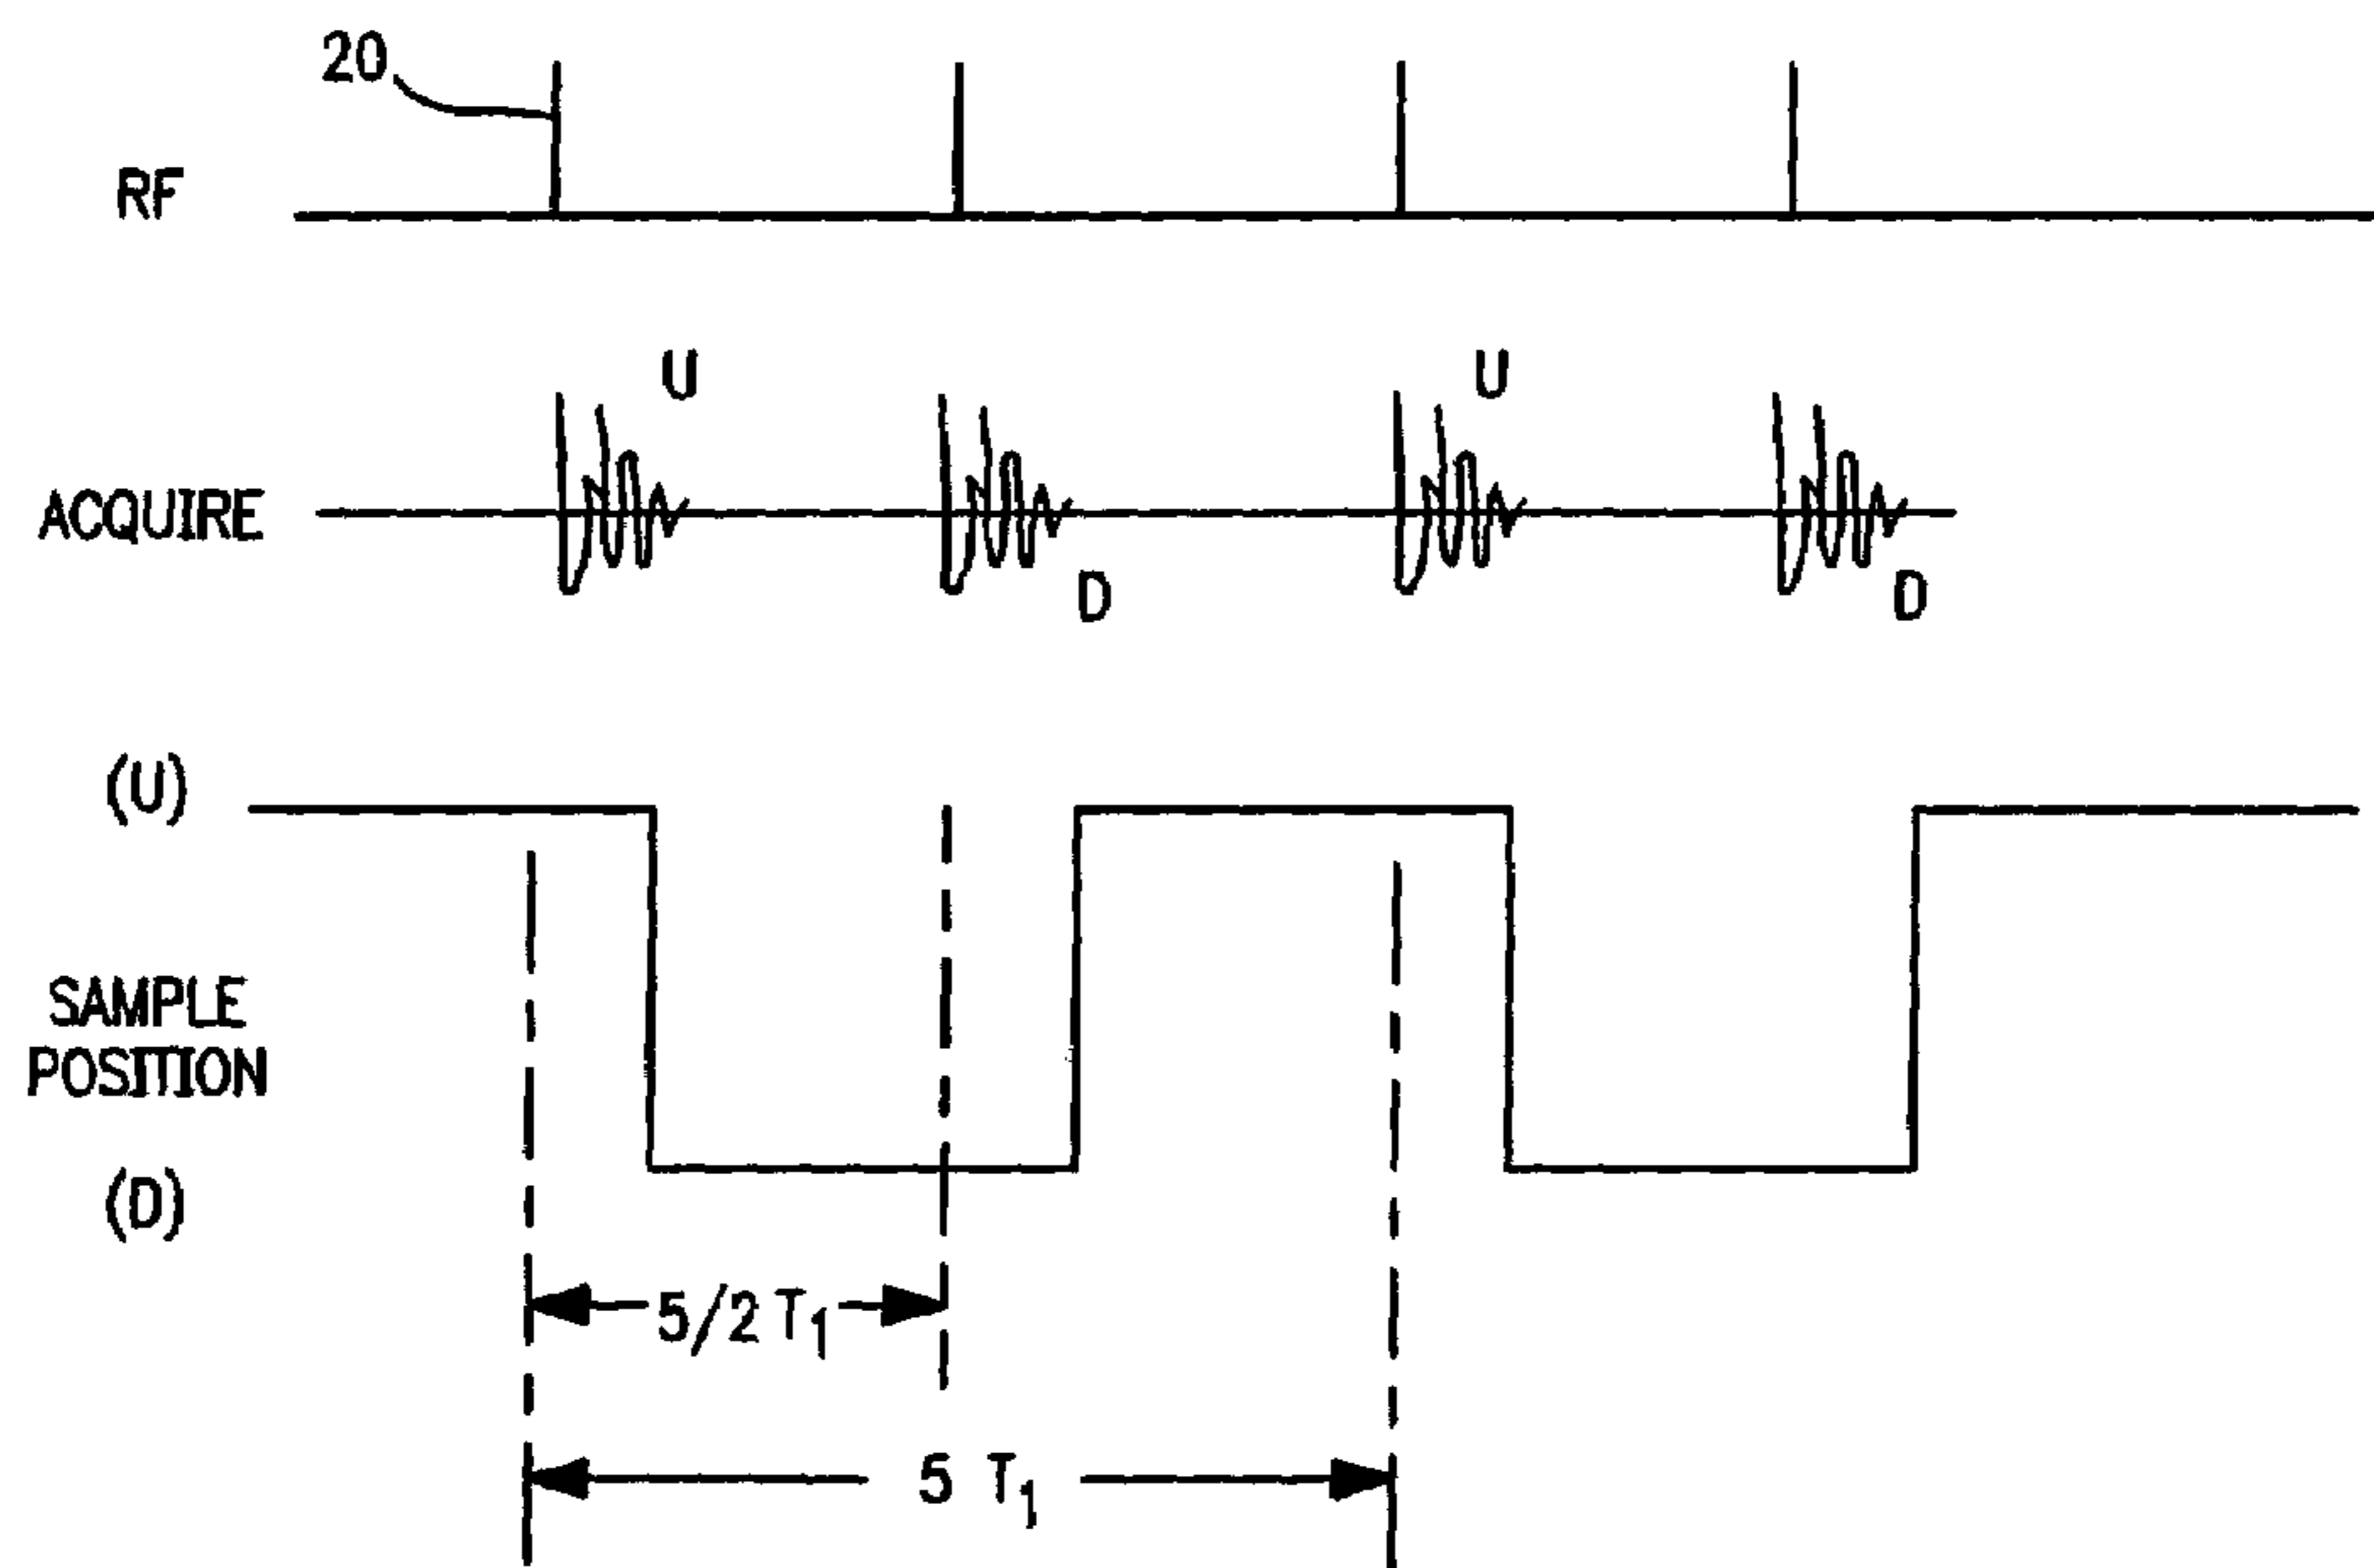 20
RF
U U
ACQUIRE
D D
(U)
SAMPLE
POSITION
(D)
5/2 T1
5 T1